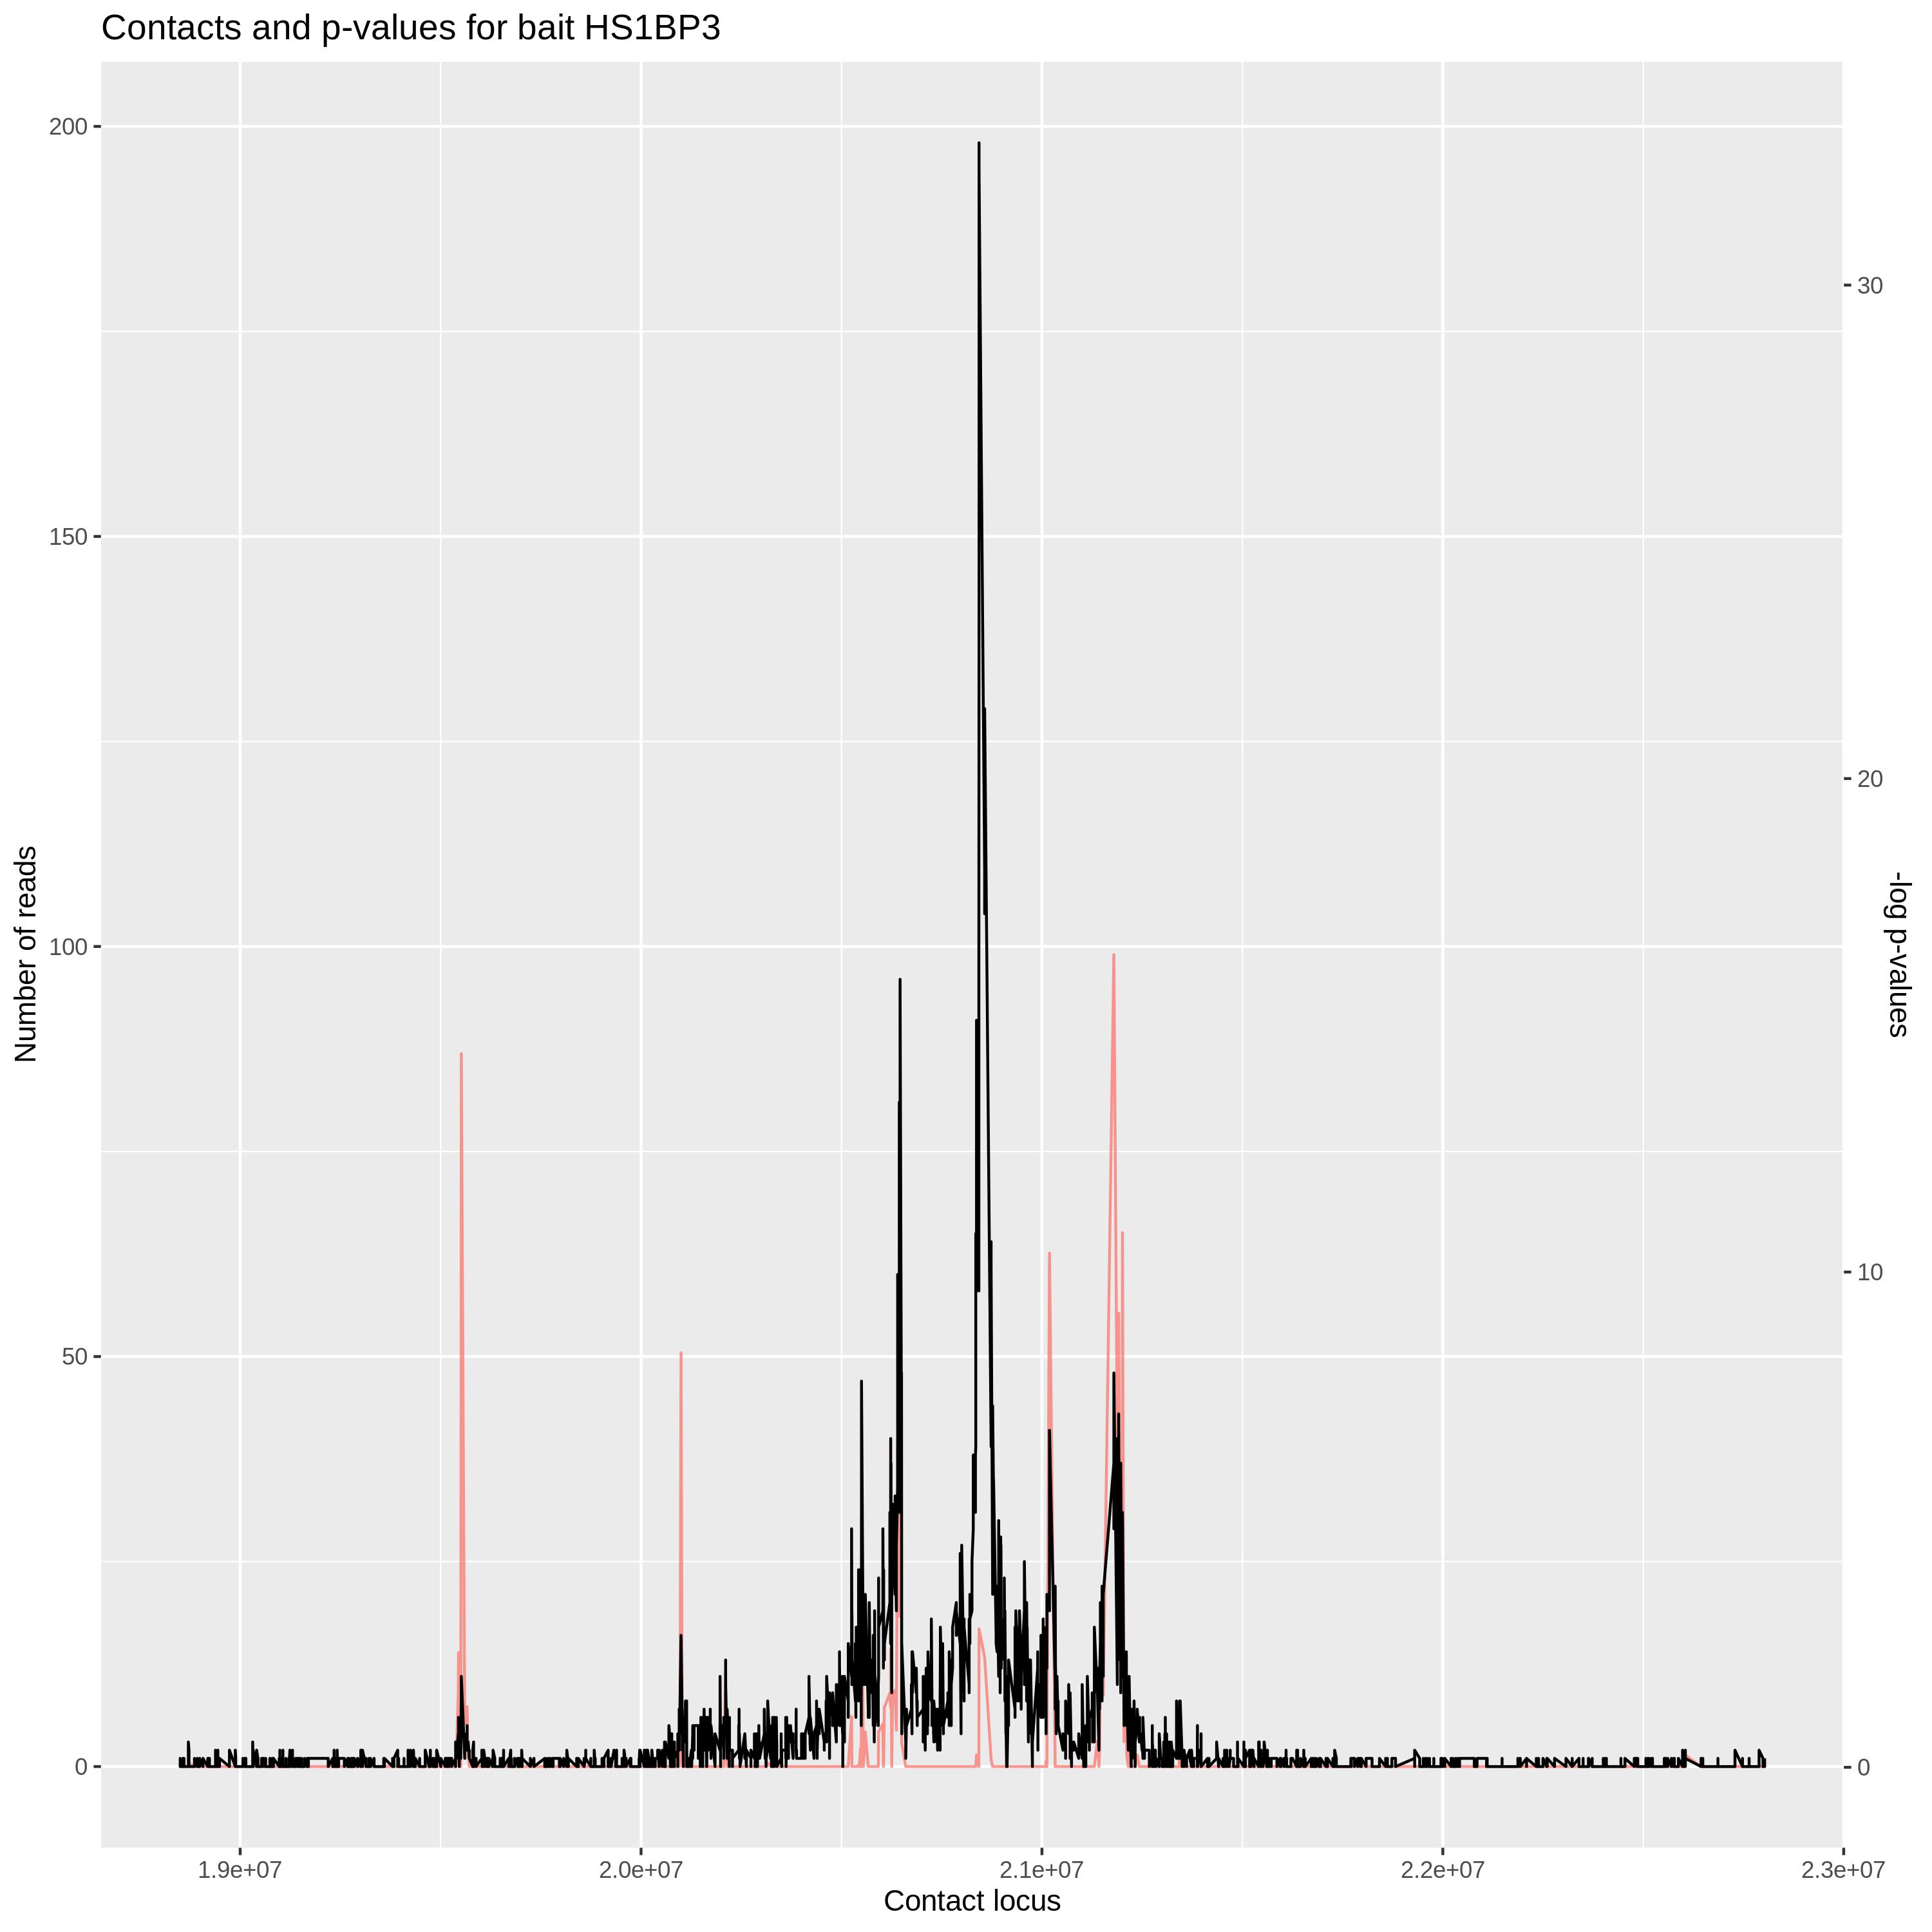 Contacts and p-values for bait HS1BP3
200
150
100
50
0
Number of reads
30
20
10
0
-log p-values
1.9e+07
2.0e+07
2.1e+07
2.2e+07
2.3e+07
Contact locus